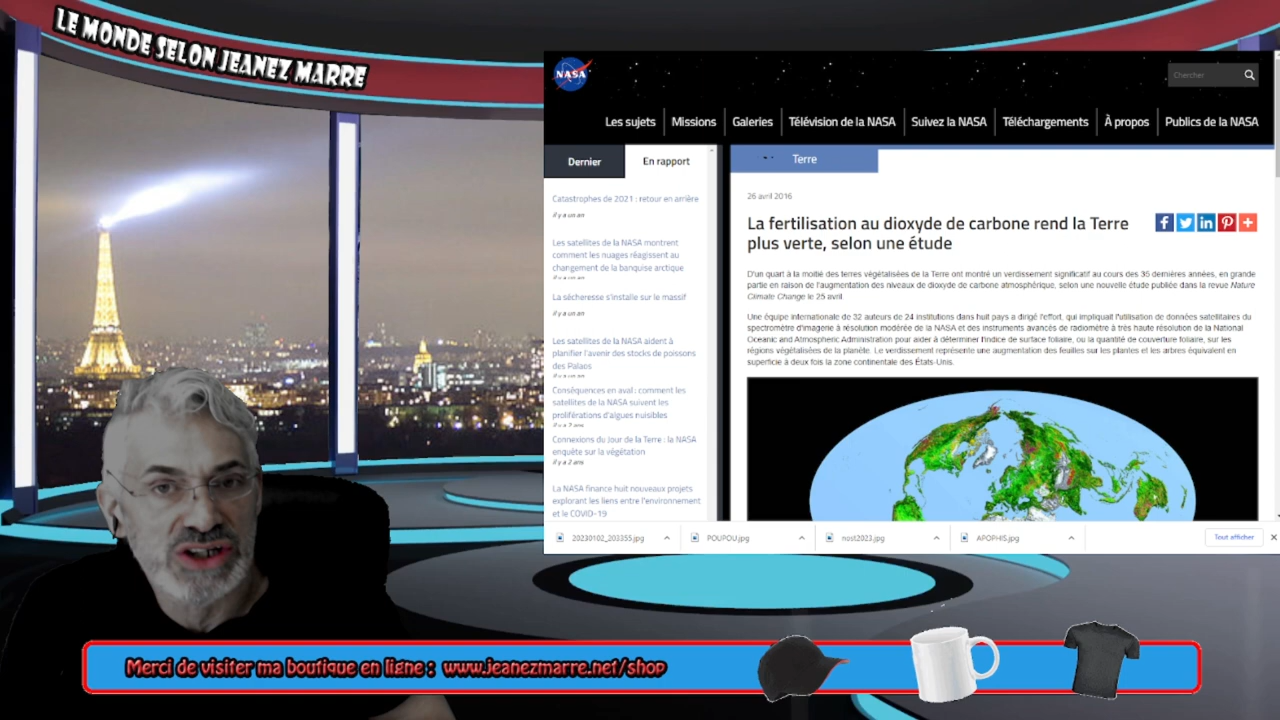 LE MONDE SELON JEANEZ MARRE
NASA
Chercher
Les sujets
Missions
Galeries
Télévision de la NASA
Suivez la NASA
Téléchargements
À propos
Publics de la NASA
Dernier
En rapport
Catastrophes de 2021 : retour en arrière
il y a un an
Les satellites de la NASA montrent
comment les nuages réagissent au
changement de la banquise arctique
il y a un an
La sécheresse s'installe sur le massif
il y a un an
Les satellites de la NASA aident à
planifier l'avenir des stocks de poissons
des Palaos
il y a un an
Conséquences en aval : comment les
satellites de la NASA suivent les
proliférations d'algues nuisibles
il y a 2 ans
Connexions du Jour de la Terre : la NASA
enquête sur la végétation
il y a 2 ans
La NASA finance huit nouveaux projets
explorant les liens entre l'environnement
et le COVID-19
Terre
26 avril 2016
La fertilisation au dioxyde de carbone rend la Terre
plus verte, selon une étude
D'un quart à la moitié des terres végétalisées de la Terre ont montré un verdissement significatif au cours des 35 dernières années, en grande
partie en raison de l'augmentation des niveaux de dioxyde de carbone atmosphérique, selon une nouvelle étude publiée dans la revue Nature
Climate Change le 25 avril
Une équipe internationale de 32 auteurs de 24 institutions dans huit pays a dirigé l'effort, qui impliquait l'utilisation de données satellitaires du
spectromètre d'imagerie à résolution modérée de la NASA et des instruments avancés de radiomètre à très haute résolution de la National
Oceanic and Atmospheric Administration pour aider à déterminer l'indice de surface foliaire, ou la quantité de couverture foliaire, sur les
régions végétalisées de la planète. Le verdissement représente une augmentation des feuilles sur les plantes et les arbres équivalent en
superficie à deux fois la zone continentale des États-Unis.
20230102_203355.jpg
POUPOU.jpg
nost2023.jpg
APOPHIS.jpg
Tout afficher
Merci de visiter ma boutique en ligne : www.jeanezmarre.net/shop